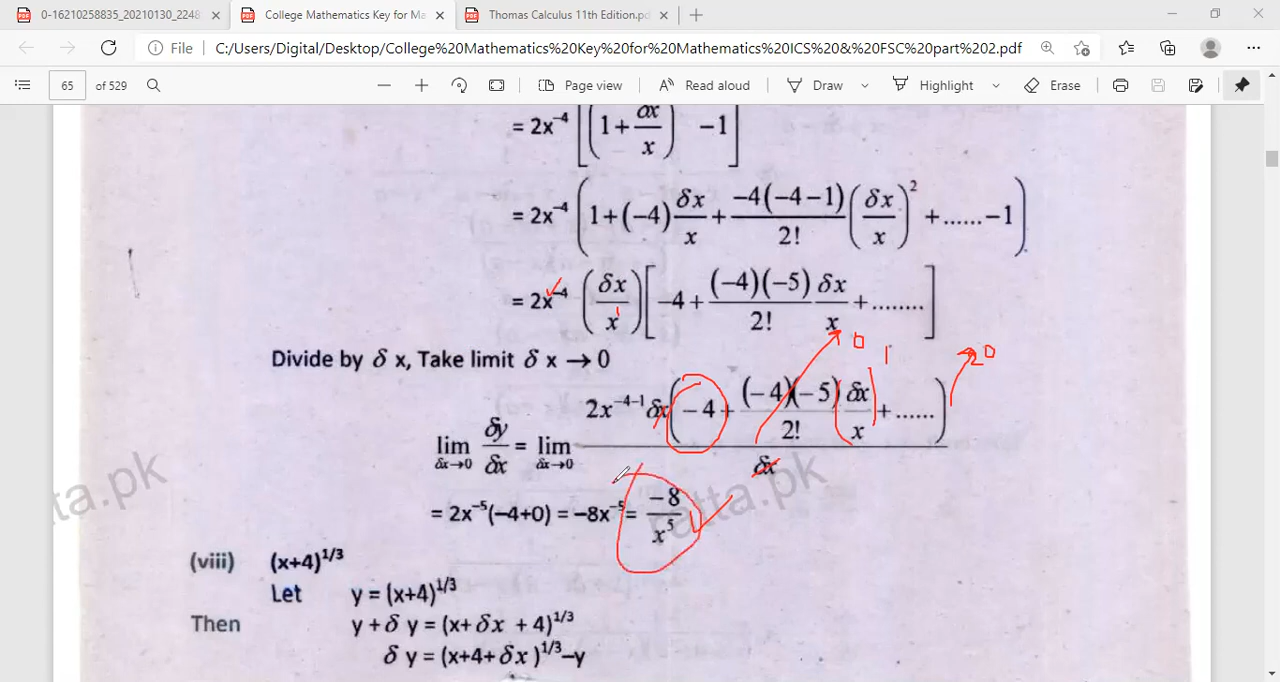 0-16210258835_20210130_2248
College Mathematics Key for Ma
Thomas Calculus 11th Edition.pd
File
C:/Users/Digital/Desktop/College%20Mathematics%20Key%20for%20Mathematics%20ICS%20&%20FSC%20part%202.pdf
65 of 529
Page view
Read aloud
Draw
Highlight
Erase
= 2x⁻⁴ [(1+δx/x) −1]
= 2x⁻⁴ (1+(−4)δx/x+−4(−4−1)/2!(δx/x)²+......−1)
= 2x⁻⁴ (δx/x)[−4+(−4)(−5)/2! δx/x+........]
0
1
0
Divide by δ x, Take limit δ x → 0
lim δx→0 δy/δx = lim δx→0 2x⁻⁴⁻¹δx(−4+(−4)(−5)/2! δx/x+......)/δx
= 2x⁻⁵(−4+0) = −8x⁻⁵= −8/x⁵
(viii) (x+4)^1/3
Let y = (x+4)^1/3
Then y + δ y = (x+ δx + 4)^1/3
δ y = (x+4+ δx )^1/3−y
ratta.pk